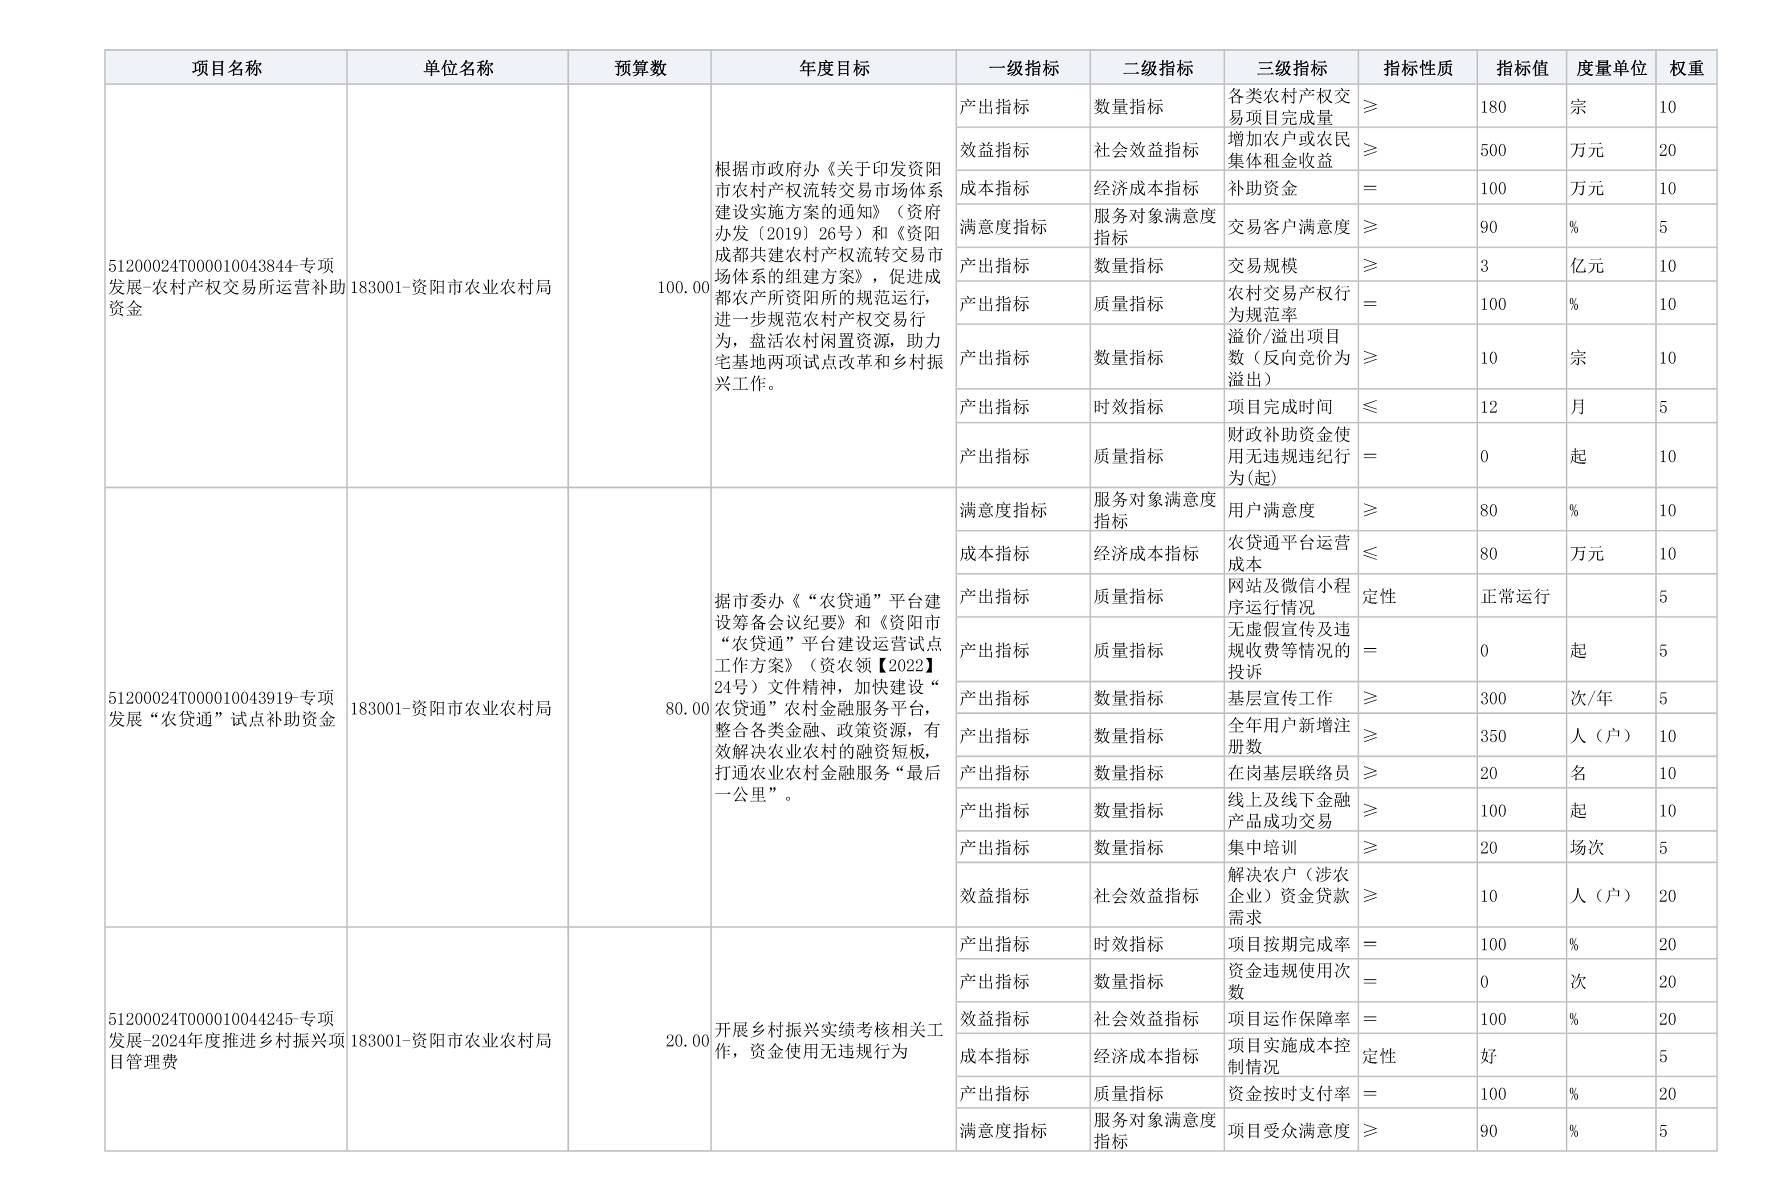 项目名称 单位名称 预算数 年度目标 一级指标 二级指标 三级指标 指标性质 指标值 度量单位 权重
51200024T000010043844-专项
发展-农村产权交易所运营补助
资金
183001-资阳市农业农村局
100.00
根据市政府办《关于印发资阳
市农村产权流转交易市场体系
建设实施方案的通知》（资府
办发〔2019〕26号）和《资阳
成都共建农村产权流转交易市
场体系的组建方案》，促进成
都农产所资阳所的规范运行，
进一步规范农村产权交易行
为，盘活农村闲置资源，助力
宅基地两项试点改革和乡村振
兴工作。
产出指标 数量指标 各类农村产权交
易项目完成量 ≥ 180 宗 10
效益指标 社会效益指标 增加农户或农民
集体租金收益 ≥ 500 万元 20
成本指标 经济成本指标 补助资金 ＝ 100 万元 10
满意度指标 服务对象满意度
指标 交易客户满意度 ≥ 90 % 5
产出指标 数量指标 交易规模 ≥ 3 亿元 10
产出指标 质量指标 农村交易产权行
为规范率 ＝ 100 % 10
产出指标 数量指标 溢价/溢出项目
数（反向竞价为
溢出） ≥ 10 宗 10
产出指标 时效指标 项目完成时间 ≤ 12 月 5
产出指标 质量指标 财政补助资金使
用无违规违纪行
为(起) ＝ 0 起 10
51200024T000010043919-专项
发展“农贷通”试点补助资金
183001-资阳市农业农村局
80.00
据市委办《“农贷通”平台建
设筹备会议纪要》和《资阳市
“农贷通”平台建设运营试点
工作方案》（资农领【2022】
24号）文件精神，加快建设“
农贷通”农村金融服务平台，
整合各类金融、政策资源，有
效解决农业农村的融资短板，
打通农业农村金融服务“最后
一公里”。
满意度指标 服务对象满意度
指标 用户满意度 ≥ 80 % 10
成本指标 经济成本指标 农贷通平台运营
成本 ≤ 80 万元 10
产出指标 质量指标 网站及微信小程
序运行情况 定性 正常运行 5
产出指标 质量指标 无虚假宣传及违
规收费等情况的
投诉 ＝ 0 起 5
产出指标 数量指标 基层宣传工作 ≥ 300 次/年 5
产出指标 数量指标 全年用户新增注
册数 ≥ 350 人（户） 10
产出指标 数量指标 在岗基层联络员 ≥ 20 名 10
产出指标 数量指标 线上及线下金融
产品成功交易 ≥ 100 起 10
产出指标 数量指标 集中培训 ≥ 20 场次 5
效益指标 社会效益指标 解决农户（涉农
企业）资金贷款
需求 ≥ 10 人（户） 20
51200024T000010044245-专项
发展-2024年度推进乡村振兴项
目管理费
183001-资阳市农业农村局
20.00
开展乡村振兴实绩考核相关工
作，资金使用无违规行为
产出指标 时效指标 项目按期完成率 ＝ 100 % 20
产出指标 数量指标 资金违规使用次
数 ＝ 0 次 20
效益指标 社会效益指标 项目运作保障率 ＝ 100 % 20
成本指标 经济成本指标 项目实施成本控
制情况 定性 好 5
产出指标 质量指标 资金按时支付率 ＝ 100 % 20
满意度指标 服务对象满意度
指标 项目受众满意度 ≥ 90 % 5